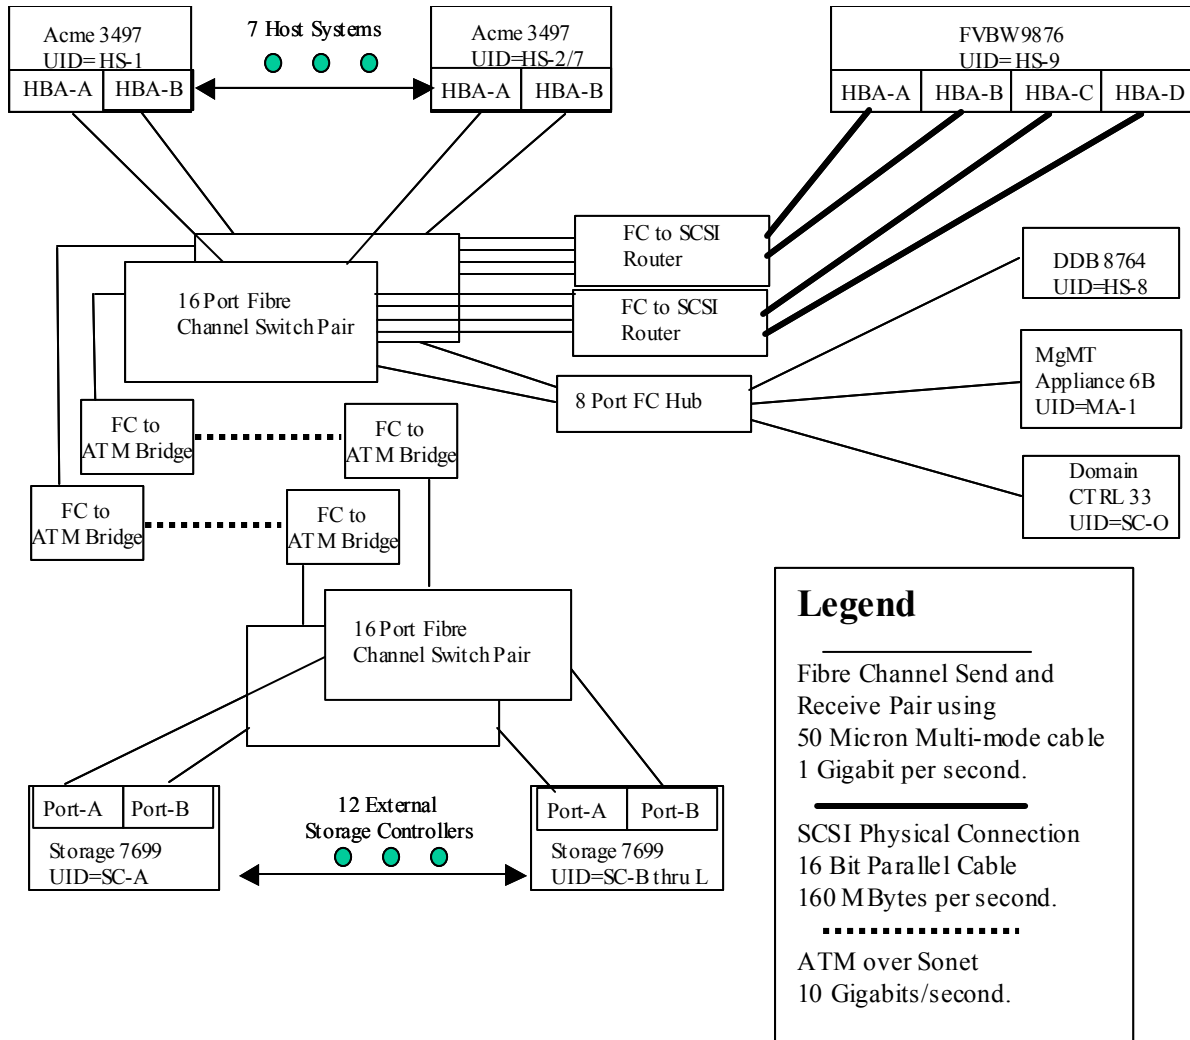 Acme 3497
UID= HS-1
HBA-A
HBA-B
7 Host Systems
Acme 3497
UID=HS-2/7
HBA-A
HBA-B
FVBW9876
UID= HS-9
HBA-A
HBA-B
HBA-C
HBA-D
FC to SCSI
Router
FC to SCSI
Router
DDB 8764
UID=HS-8
16 Port Fibre
Channel Switch Pair
MgMT
Appliance 6B
UID=MA-1
8 Port FC Hub
FC to
ATM Bridge
FC to
ATM Bridge
Domain
CTRL 33
UID=SC-O
FC to
ATM Bridge
FC to
ATM Bridge
16 Port Fibre
Channel Switch Pair
Port-A
Port-B
Storage 7699
UID=SC-A
12 External
Storage Controllers
Port-A
Port-B
Storage 7699
UID=SC-B thru L
Legend
Fibre Channel Send and
Receive Pair using
50 Micron Multi-mode cable
1 Gigabit per second.
SCSI Physical Connection
16 Bit Parallel Cable
160 MBytes per second.
ATM over Sonet
10 Gigabits/second.